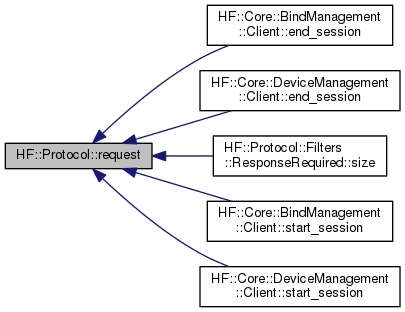 HF::Core::BindManagement
::Client::end_session
HF::Core::DeviceManagement
::Client::end_session
HF::Protocol::request
HF::Protocol::Filters
::ResponseRequired::size
HF::Core::BindManagement
::Client::start_session
HF::Core::DeviceManagement
::Client::start_session